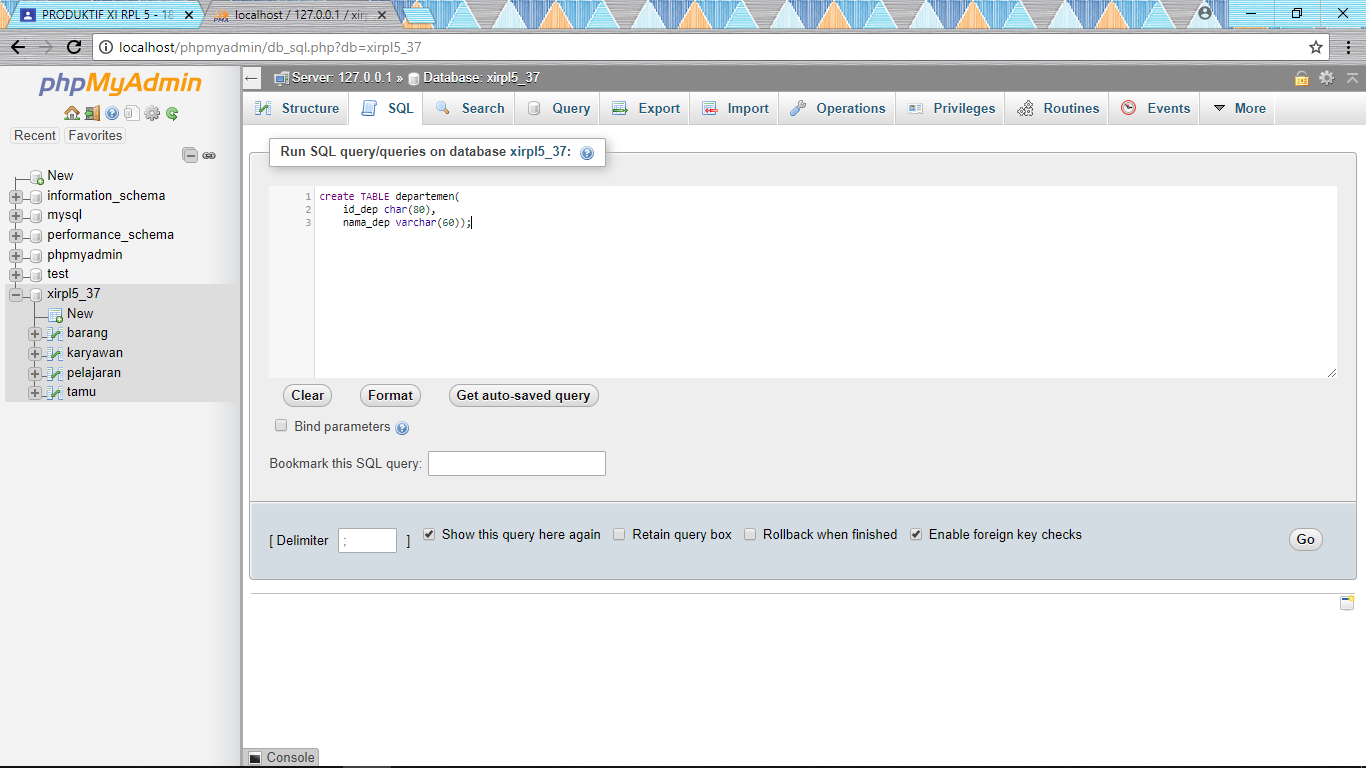 PRODUKTIF XI RPL 5 - 18
localhost / 127.0.0.1 / xirp
localhost/phpmyadmin/db_sql.php?db=xirpl5_37
phpMyAdmin
Recent Favorites
New
information_schema
mysql
performance_schema
phpmyadmin
test
xirpl5_37
New
barang
karyawan
pelajaran
tamu
Server: 127.0.0.1 » Database: xirpl5_37
Structure SQL Search Query Export Import Operations Privileges Routines Events More
Run SQL query/queries on database xirpl5_37:
1 create TABLE departemen(
2 id_dep char(80),
3 nama_dep varchar(60));
Clear Format Get auto-saved query
Bind parameters
Bookmark this SQL query:
[ Delimiter ; ] Show this query here again Retain query box Rollback when finished Enable foreign key checks Go
Console